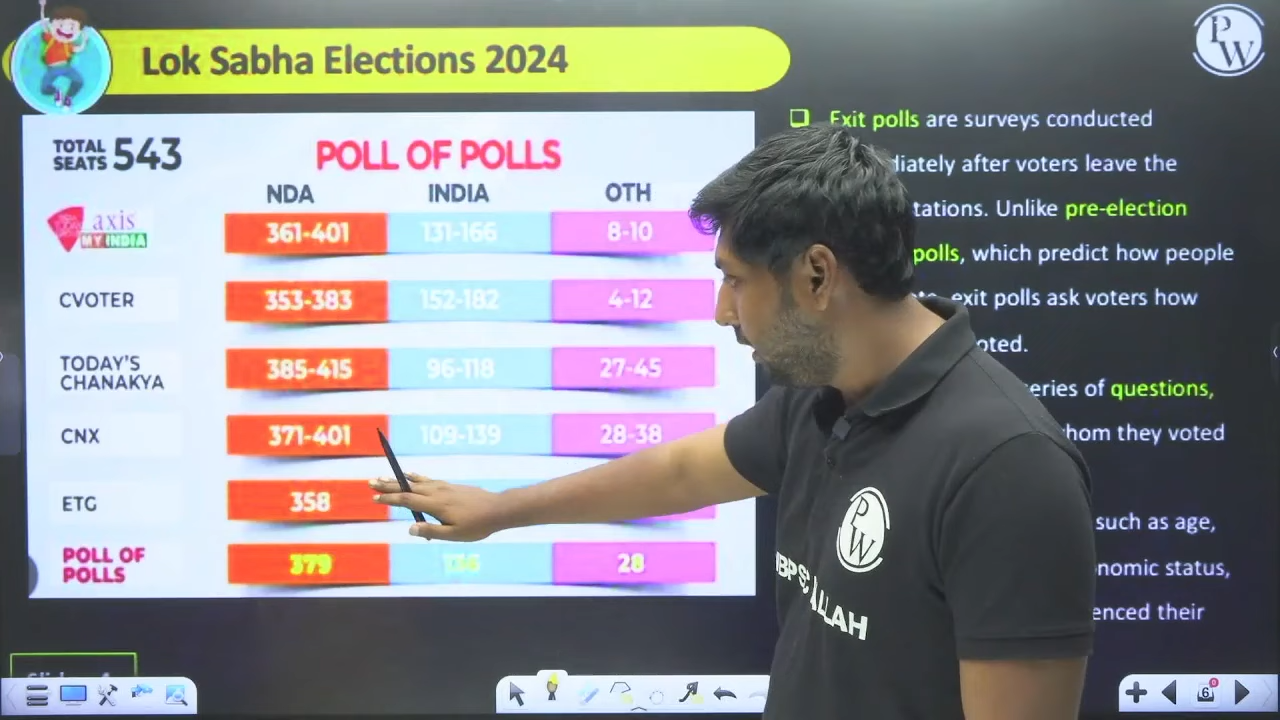 Lok Sabha Elections 2024
PW
TOTAL SEATS 543
POLL OF POLLS
NDA INDIA OTH
axis MY INDIA 361-401 131-166 8-10
CVOTER 353-383 152-182 4-12
TODAY'S CHANAKYA 385-415 96-118 27-45
CNX 371-401 109-139 28-38
ETG 358
POLL OF POLLS 379 136 28
Exit polls are surveys conducted
diately after voters leave the
tations. Unlike pre-election
polls, which predict how people
exit polls ask voters how
oted.
eries of questions,
hom they voted
such as age,
nomic status,
enced their
PW
LLAH
6